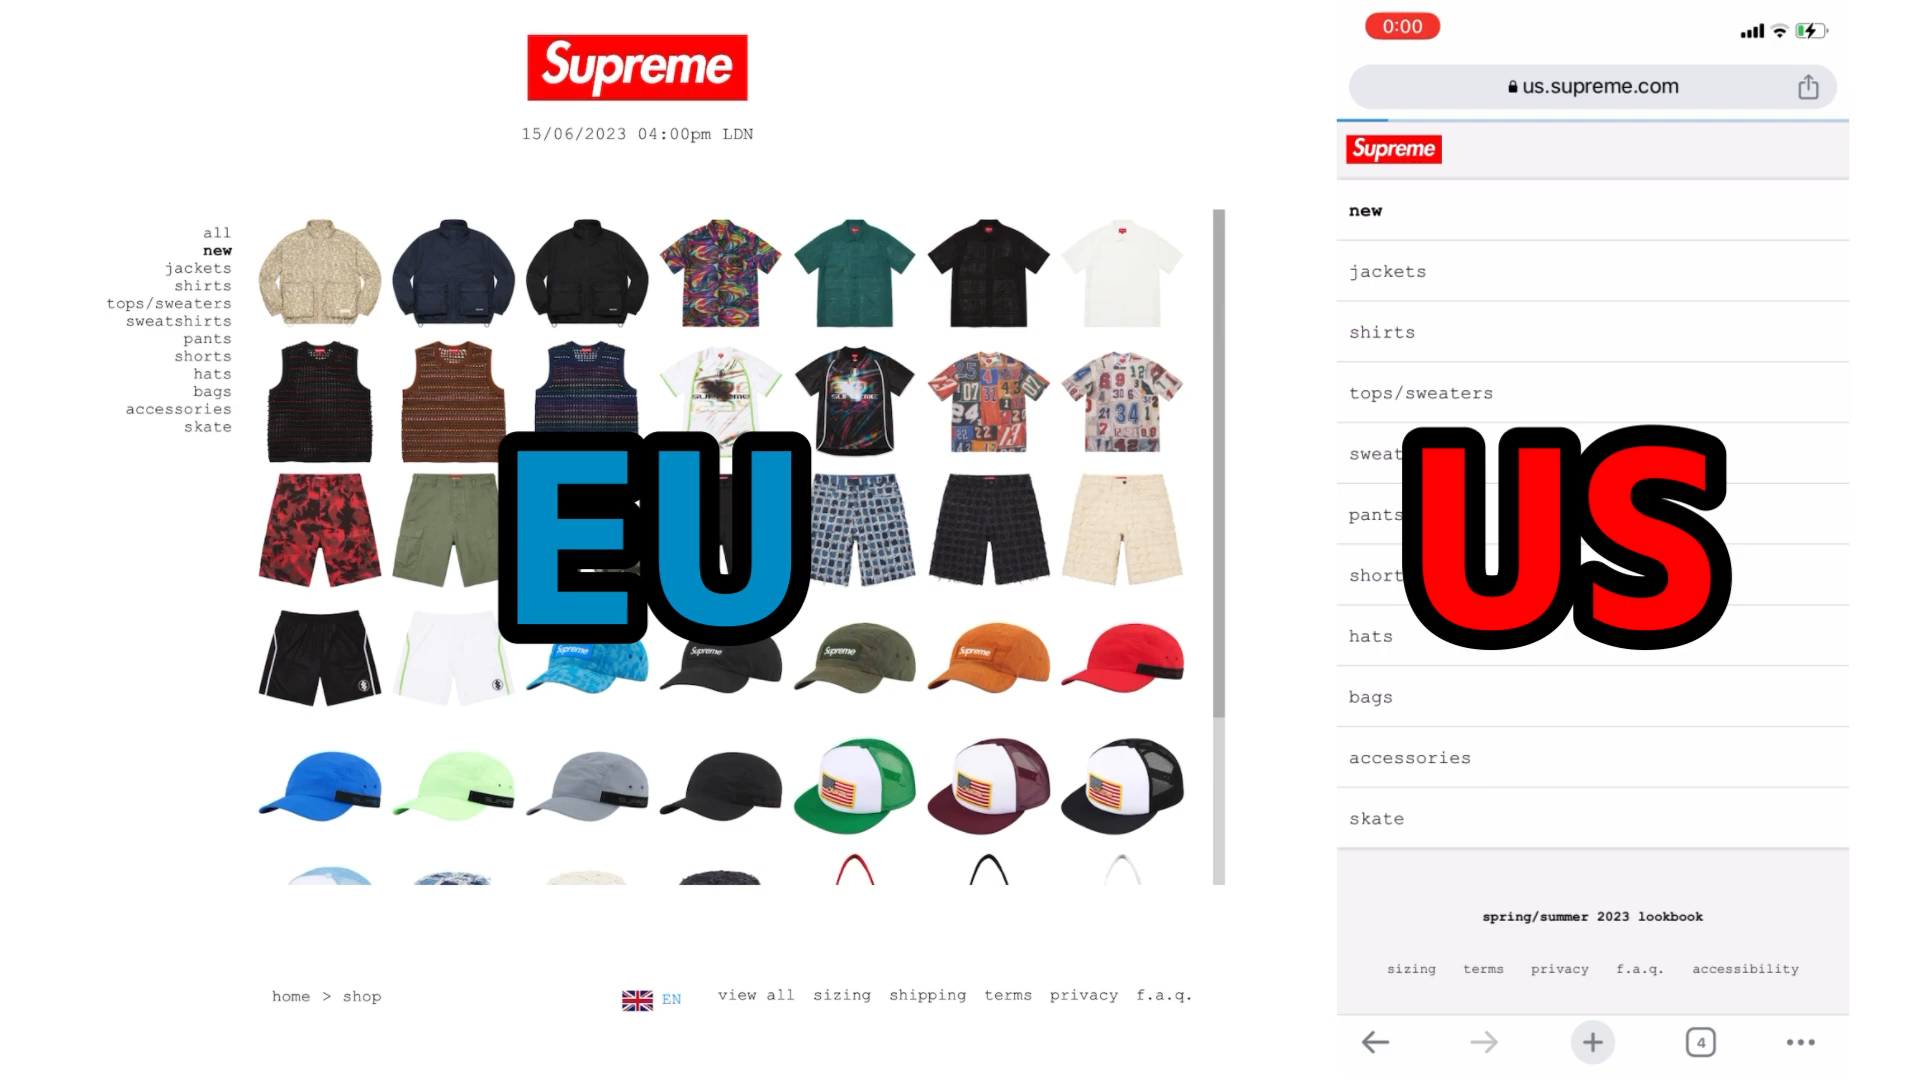 Supreme
15/06/2023 04:00pm LDN
all
new
jackets
shirts
tops/sweaters
sweatshirts
pants
shorts
hats
bags
accessories
skate
EU
home > shop
EN
view all sizing shipping terms privacy f.a.q.
0:00
us.supreme.com
Supreme
new
jackets
shirts
tops/sweaters
sweat
pants
short
hats
bags
accessories
skate
US
spring/summer 2023 lookbook
sizing terms privacy f.a.q. accessibility
4